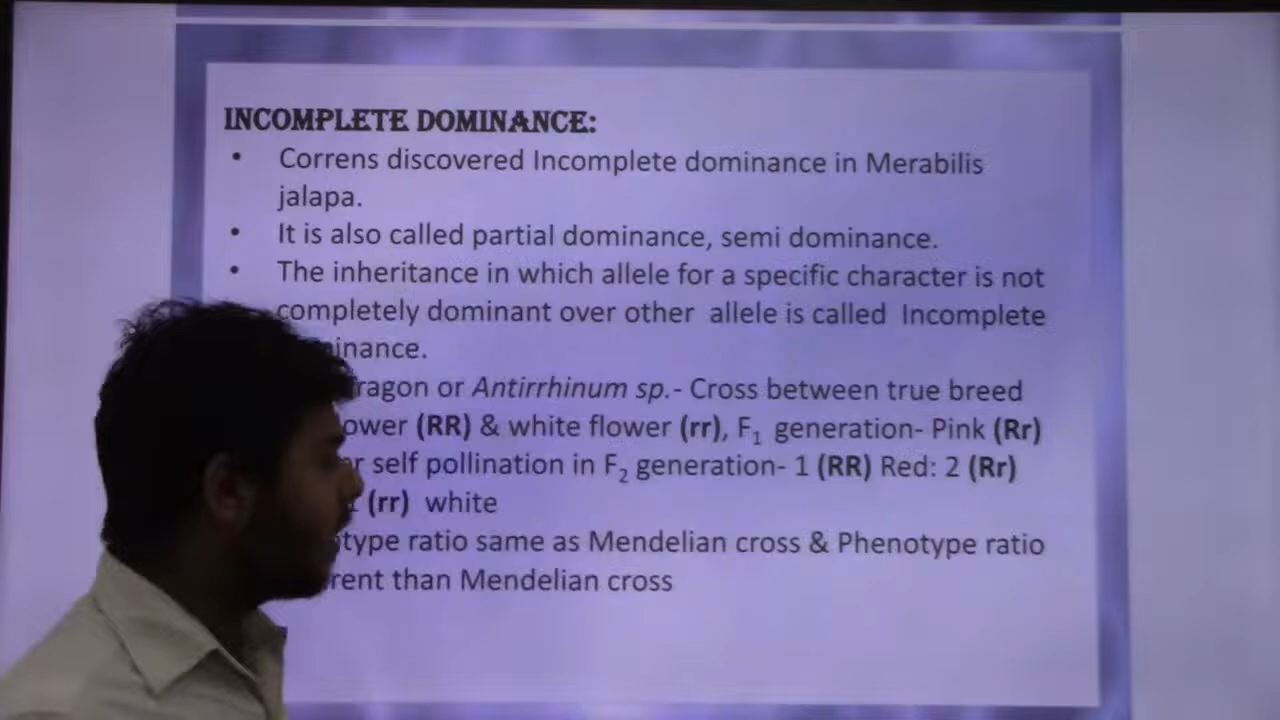 INCOMPLETE DOMINANCE:
• Correns discovered Incomplete dominance in Merabilis
jalapa.
• It is also called partial dominance, semi dominance.
• The inheritance in which allele for a specific character is not
completely dominant over other allele is called Incomplete
inance.
ragon or Antirrhinum sp.- Cross between true breed
ower (RR) & white flower (rr), F1 generation- Pink (Rr)
r self pollination in F2 generation- 1 (RR) Red: 2 (Rr)
(rr) white
type ratio same as Mendelian cross & Phenotype ratio
rent than Mendelian cross